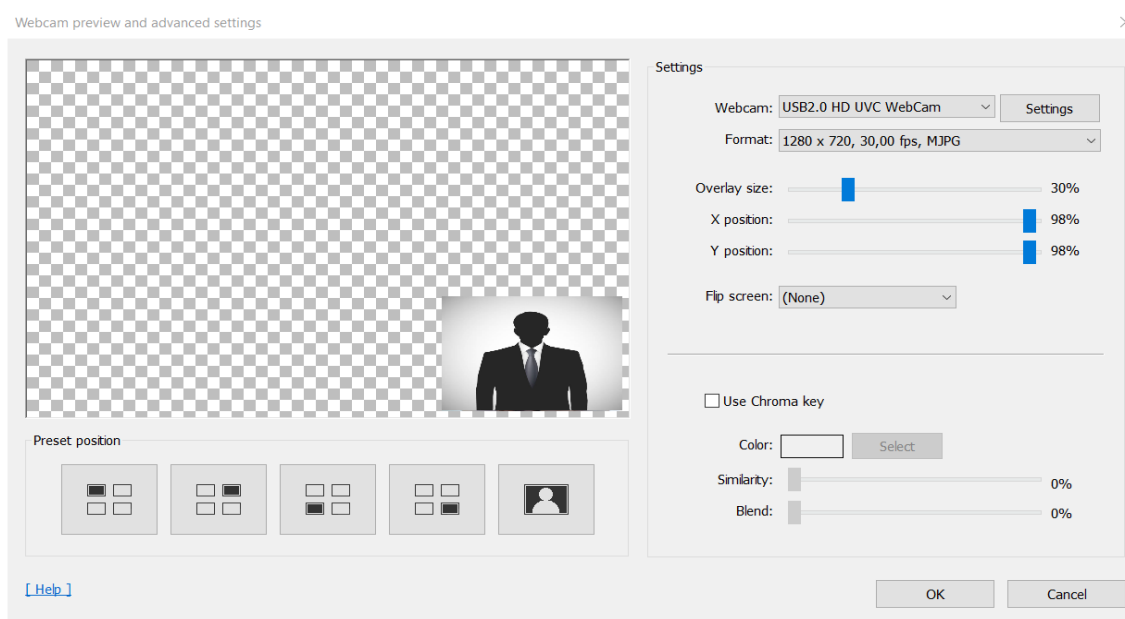 Webcam preview and advanced settings
Settings
Webcam: USB2.0 HD UVC WebCam Settings
Format: 1280 x 720, 30,00 fps, MJPG
Overlay size: 30%
X position: 98%
Y position: 98%
Flip screen: (None)
Use Chroma key
Color: Select
Similarity: 0%
Blend: 0%
Preset position
[ Help ]
OK Cancel